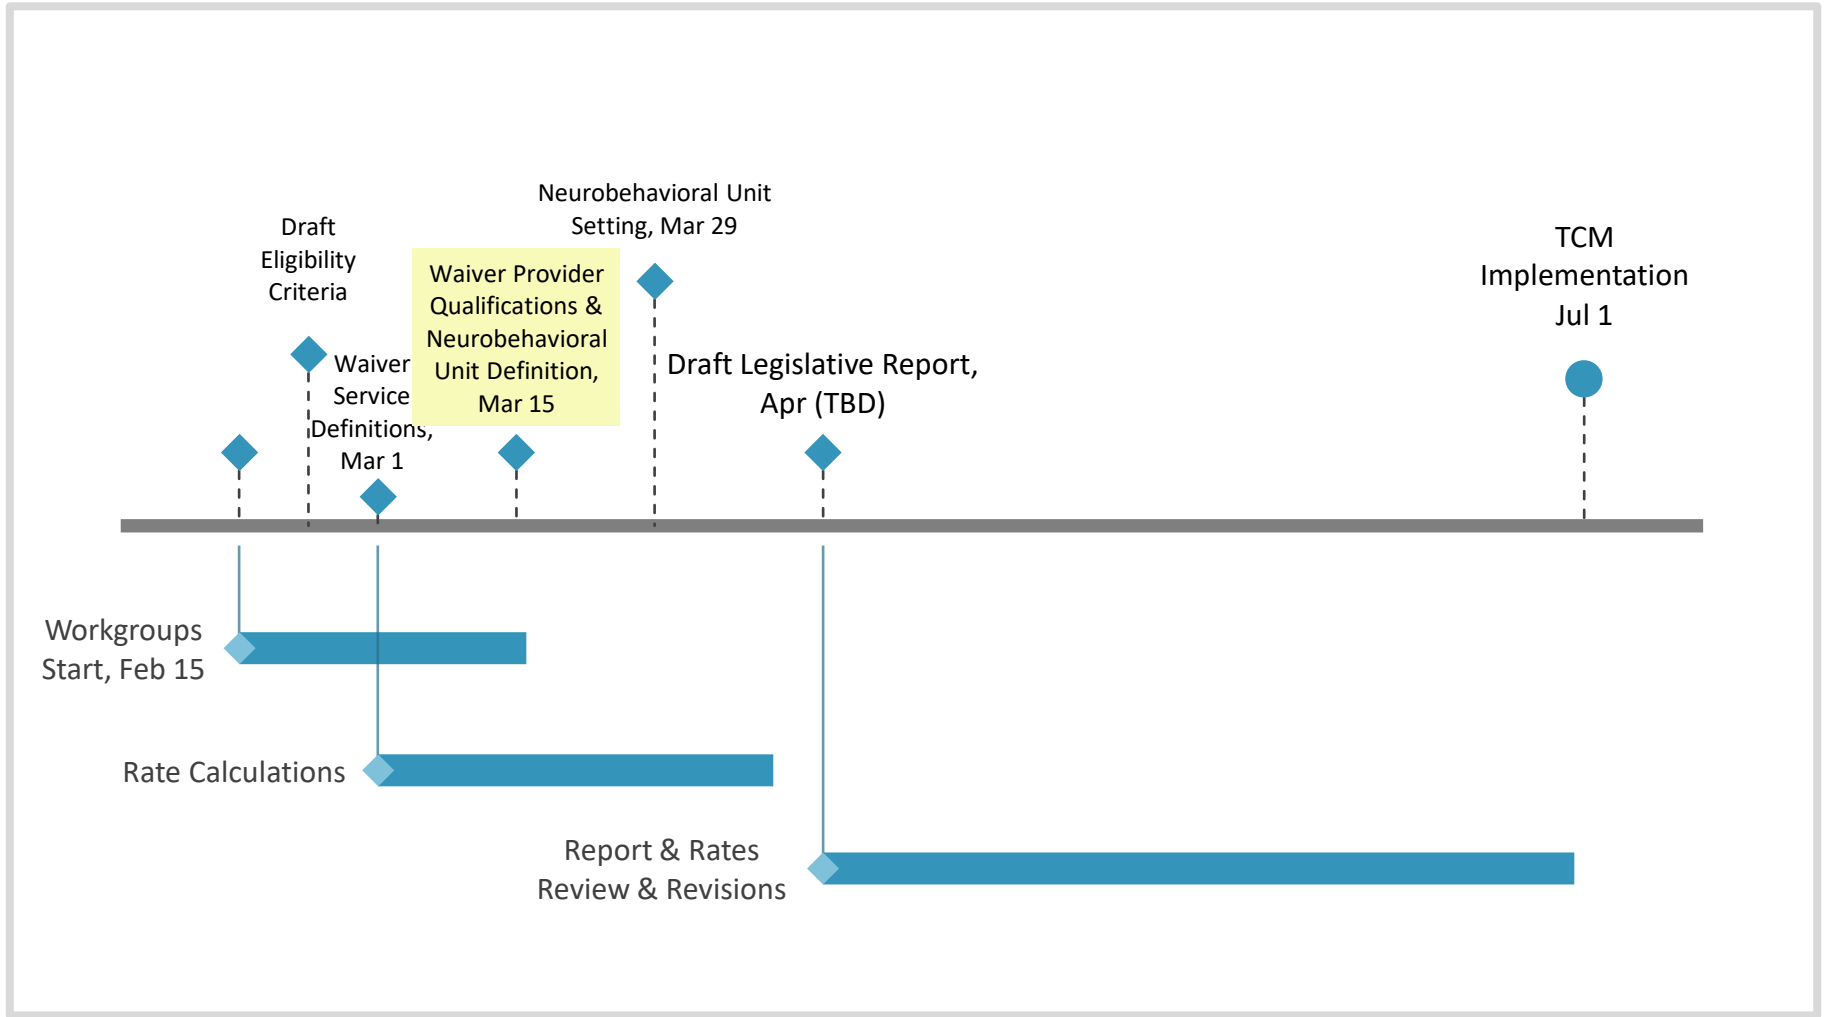 Neurobehavioral Unit
Setting, Mar 29
Draft
Eligibility
Criteria
TCM
Implementation
Jul 1
Waiver Provider
Qualifications &
Neurobehavioral
Unit Definition,
Mar 15
Waiver
Service
Definitions,
Mar 1
Draft Legislative Report,
Apr (TBD)
Workgroups
Start, Feb 15
Rate Calculations
Report & Rates
Review & Revisions